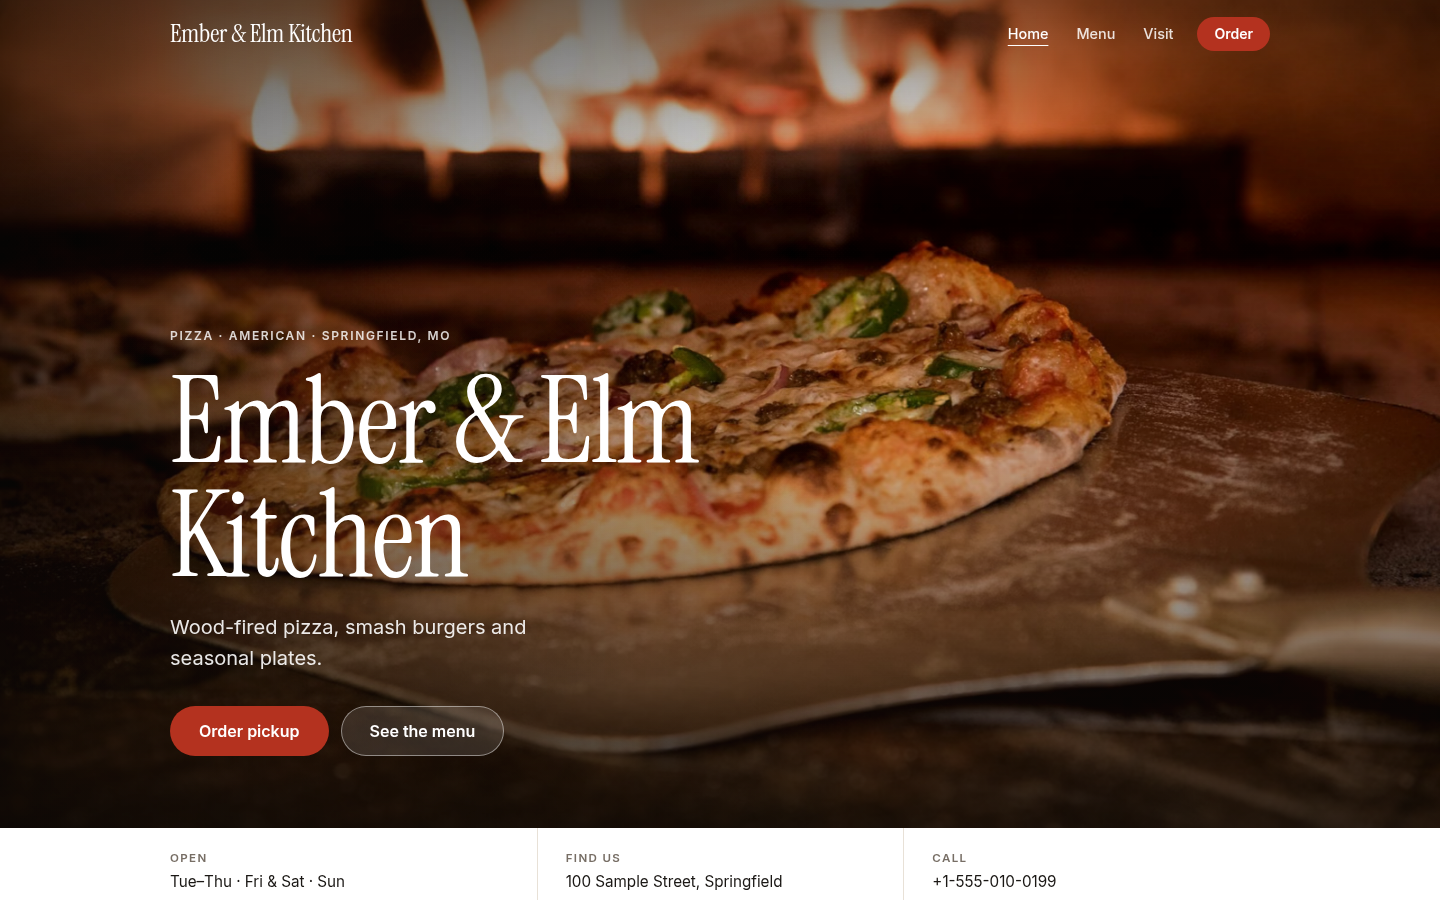 Ember & Elm Kitchen
Home Menu Visit Order
PIZZA · AMERICAN · SPRINGFIELD, MO
Ember & Elm
Kitchen
Wood-fired pizza, smash burgers and
seasonal plates.
Order pickup See the menu
OPEN
Tue–Thu · Fri & Sat · Sun
FIND US
100 Sample Street, Springfield
CALL
+1-555-010-0199